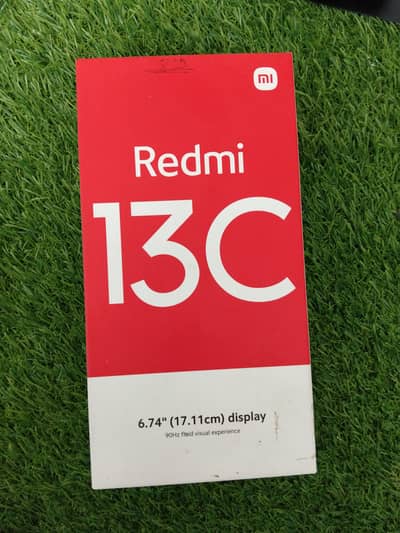 mi
Redmi
13C
6.74" (17.11cm) display
90Hz fluid visual experience